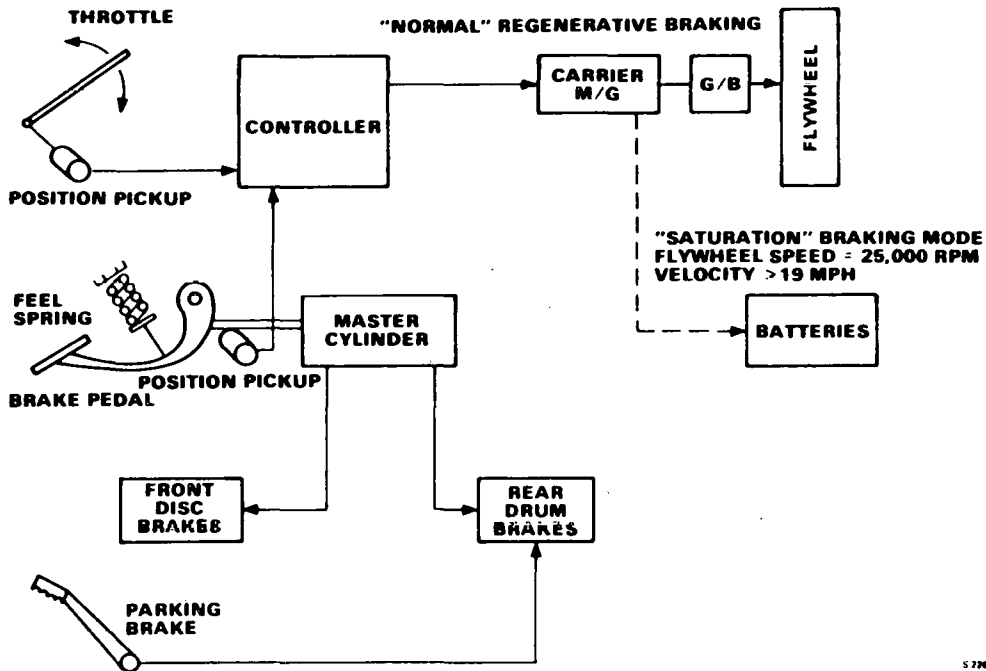 THROTTLE
"NORMAL" REGENERATIVE BRAKING
CONTROLLER
CARRIER
M/G
G/B
FLYWHEEL
POSITION PICKUP
"SATURATION" BRAKING MODE
FLYWHEEL SPEED = 25,000 RPM
VELOCITY >19 MPH
FEEL
SPRING
MASTER
CYLINDER
BATTERIES
POSITION PICKUP
BRAKE PEDAL
FRONT
DISC
BRAKES
REAR
DRUM
BRAKES
PARKING
BRAKE